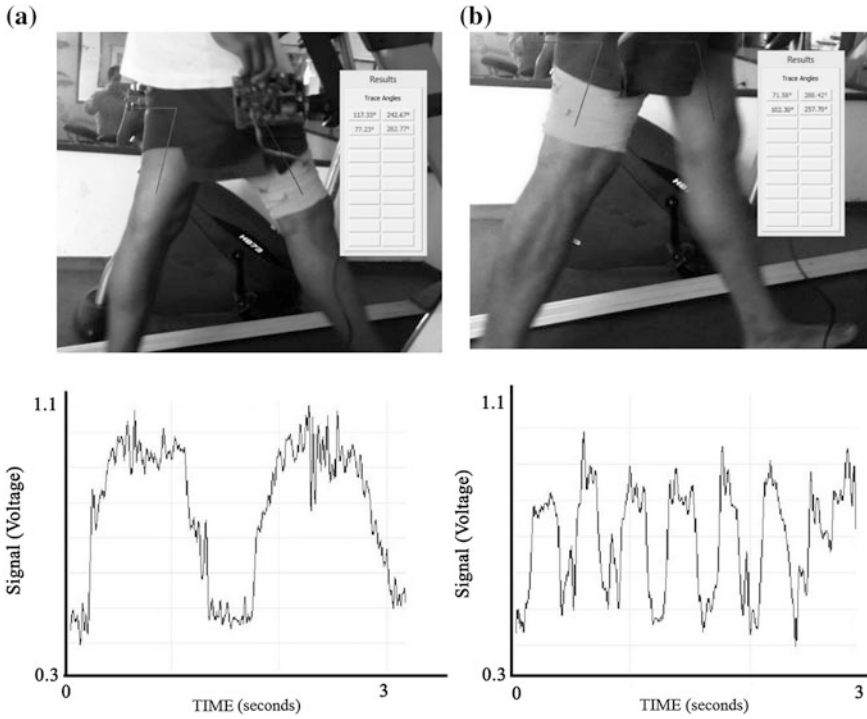 (a)
(b)
Results
Trace Angles
117.33° 242.67°
77.23° 282.77°
H873
Results
Trace Angles
71.58° 288.42°
102.30° 257.70°
1.1
Signal (Voltage)
0.3
0
3
TIME (seconds)
1.1
Signal (Voltage)
0.3
0
3
TIME (seconds)